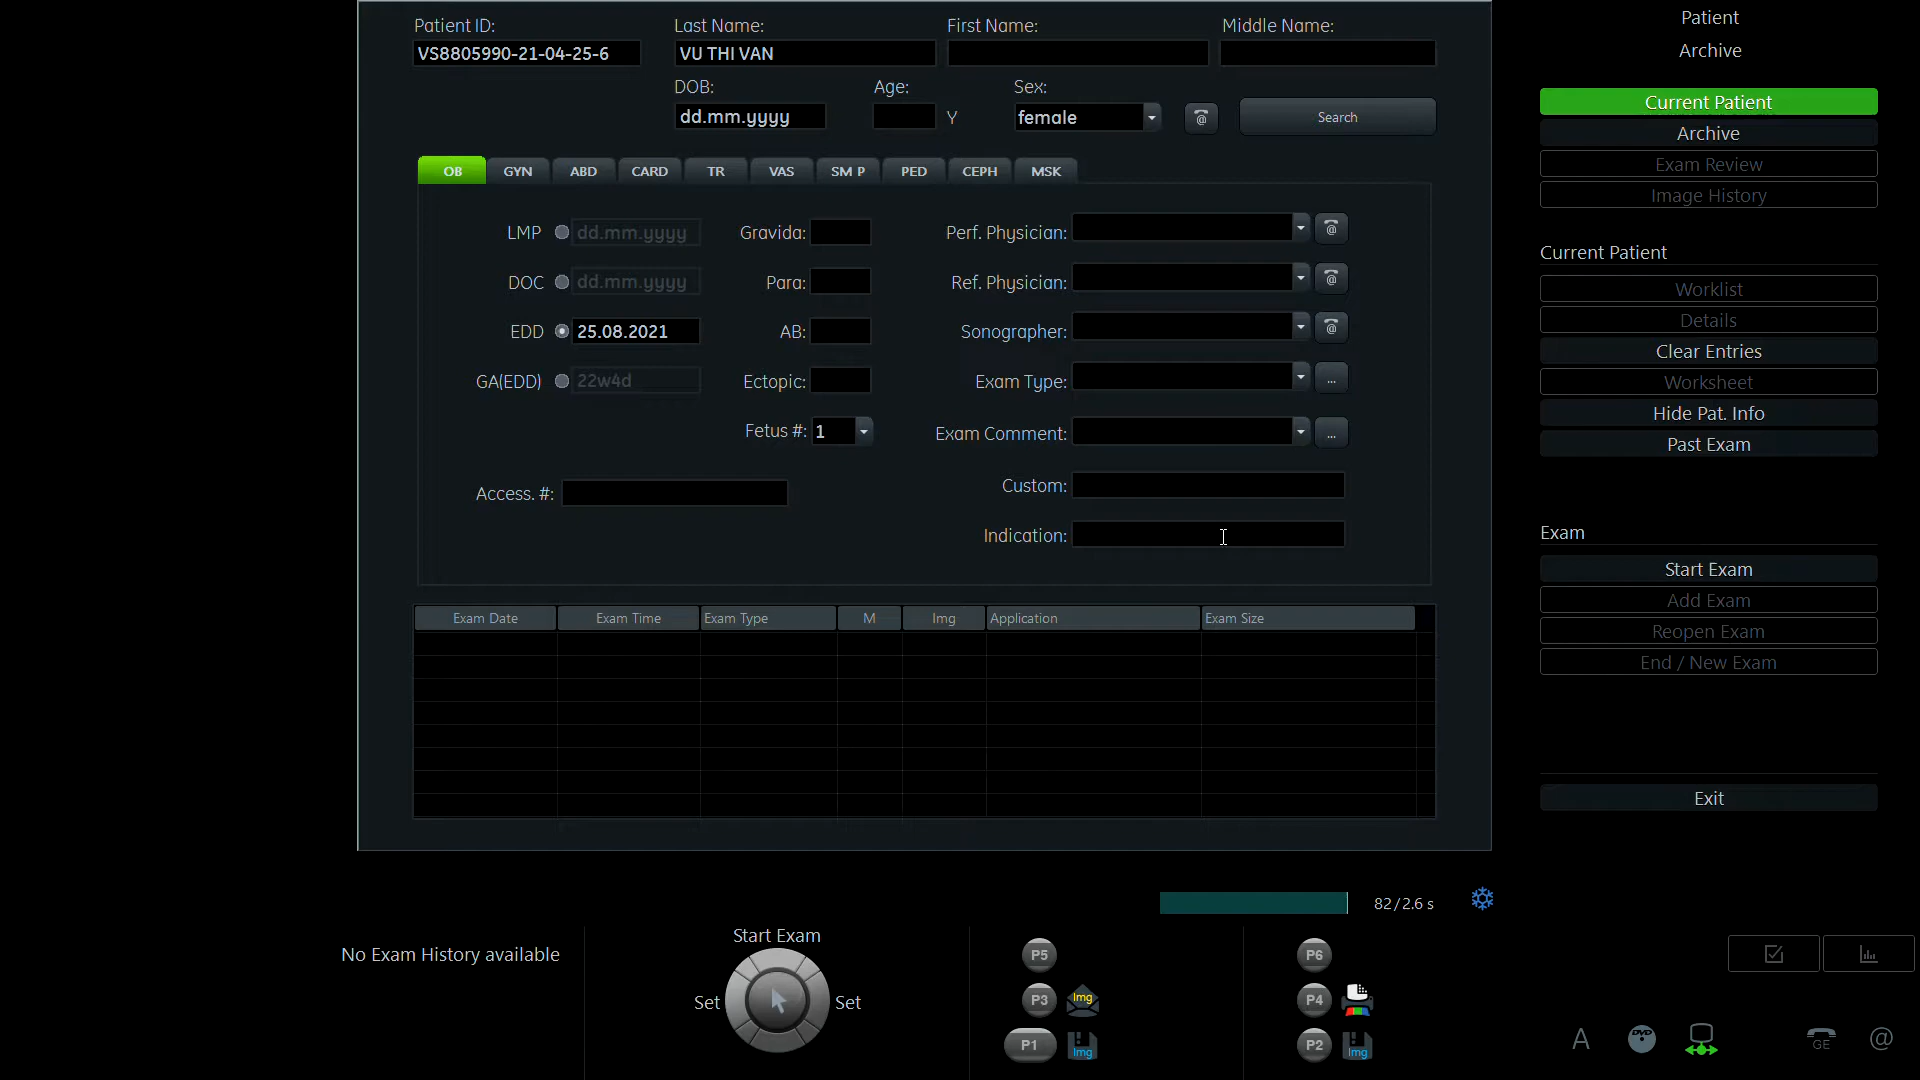 Patient ID: Last Name: First Name: Middle Name:
VS8805990-21-04-25-6 VU THI VAN
DOB: Age: Sex:
dd.mm.yyyy Y female @ Search
OB GYN ABD CARD TR VAS SM P PED CEPH MSK
LMP dd.mm.yyyy Gravida: Perf. Physician: @
DOC dd.mm.yyyy Para: Ref. Physician: @
EDD 25.08.2021 AB: Sonographer: @
GA(EDD) 22w4d Ectopic: Exam Type: ...
Fetus #: 1 Exam Comment: ...
Access. #: Custom:
Indication:
Exam Date Exam Time Exam Type M Img Application Exam Size
82/2.6 s
No Exam History available
Start Exam
Set Set
P5
P3 Img
P1 Img
P6
P4
P2 Img
Patient
Archive
Current Patient
Archive
Exam Review
Image History
Current Patient
Worklist
Details
Clear Entries
Worksheet
Hide Pat. Info
Past Exam
Exam
Start Exam
Add Exam
Reopen Exam
End / New Exam
Exit
A DVD GE @